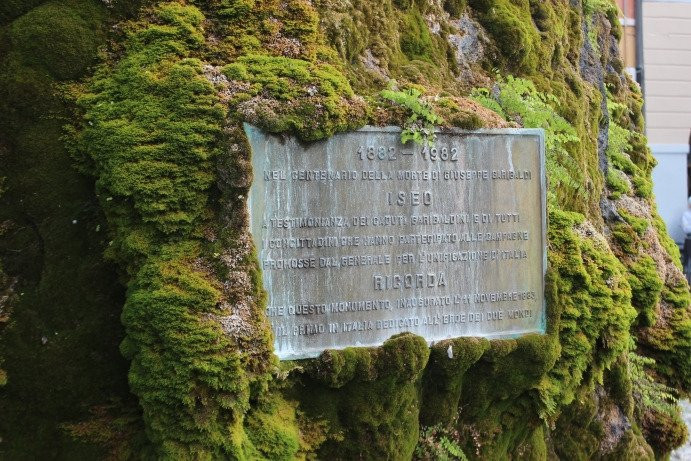 1882 - 1982
NEL CENTENARIO DELLA MORTE DI GIUSEPPE GARIBALDI
ISEO
A TESTIMONIANZA DEI CADUTI GARIBALDINI E DI TUTTI
I CONCITTADINI CHE HANNO PARTECIPATO ALLE CAMPAGNE
PROMOSSE DAL GENERALE PER L'UNIFICAZIONE D'ITALIA
RICORDA
CHE QUESTO MONUMENTO, INAUGURATO L'11 NOVEMBRE 1883,
IL PRIMO IN ITALIA DEDICATO ALL'EROE DEI DUE MONDI